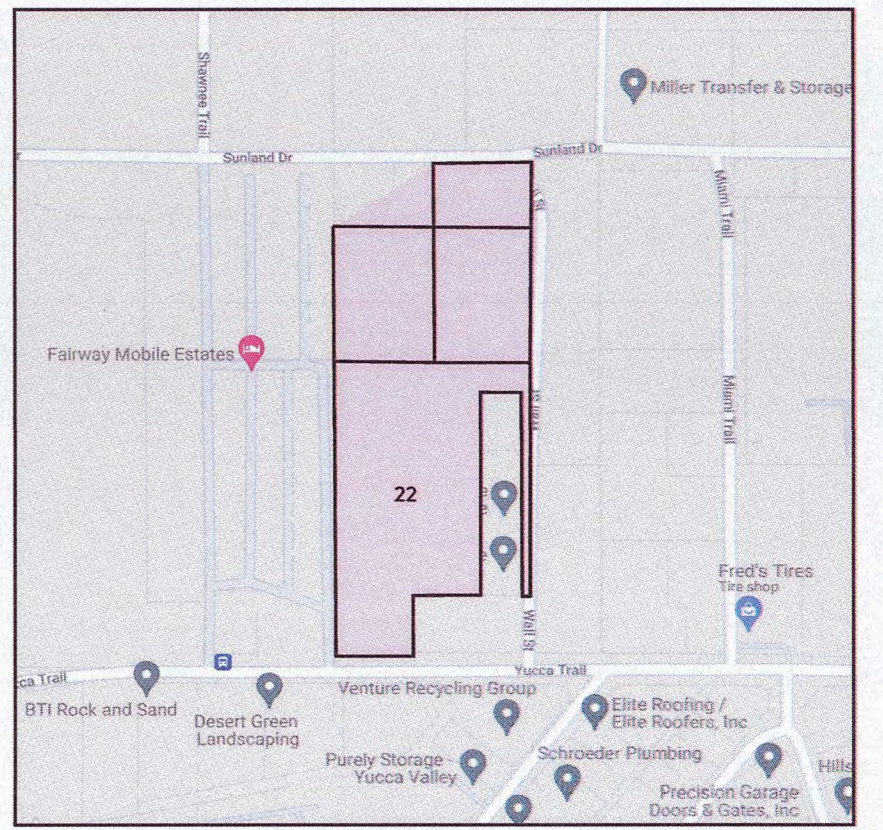 Shawnee Trail
Miller Transfer & Storage
Sunland Dr
Sunland Dr
Miami Trail
Fairway Mobile Estates
Wall St
Miami Trail
22
Fred's Tires
Tire shop
Wall St
Yucca Trail
cca Trail
Venture Recycling Group
BTI Rock and Sand
Desert Green
Landscaping
Elite Roofing /
Elite Roofers, Inc
Purely Storage -
Yucca Valley
Schroeder Plumbing
Hills
Precision Garage
Doors & Gates, Inc